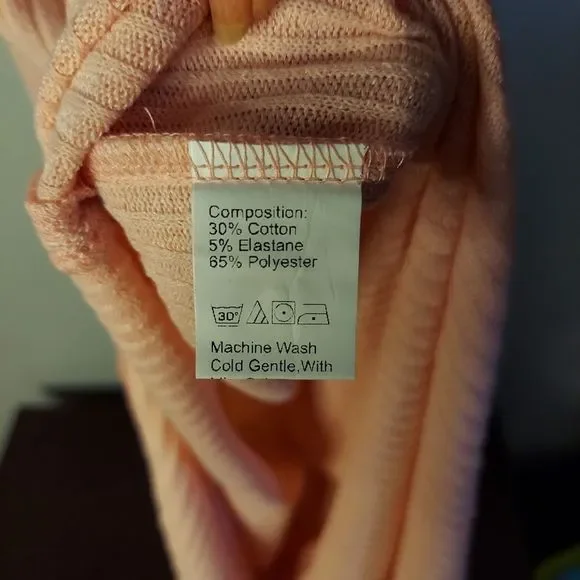 Composition:
30% Cotton
5% Elastane
65% Polyester
30°
Machine Wash
Cold Gentle,With